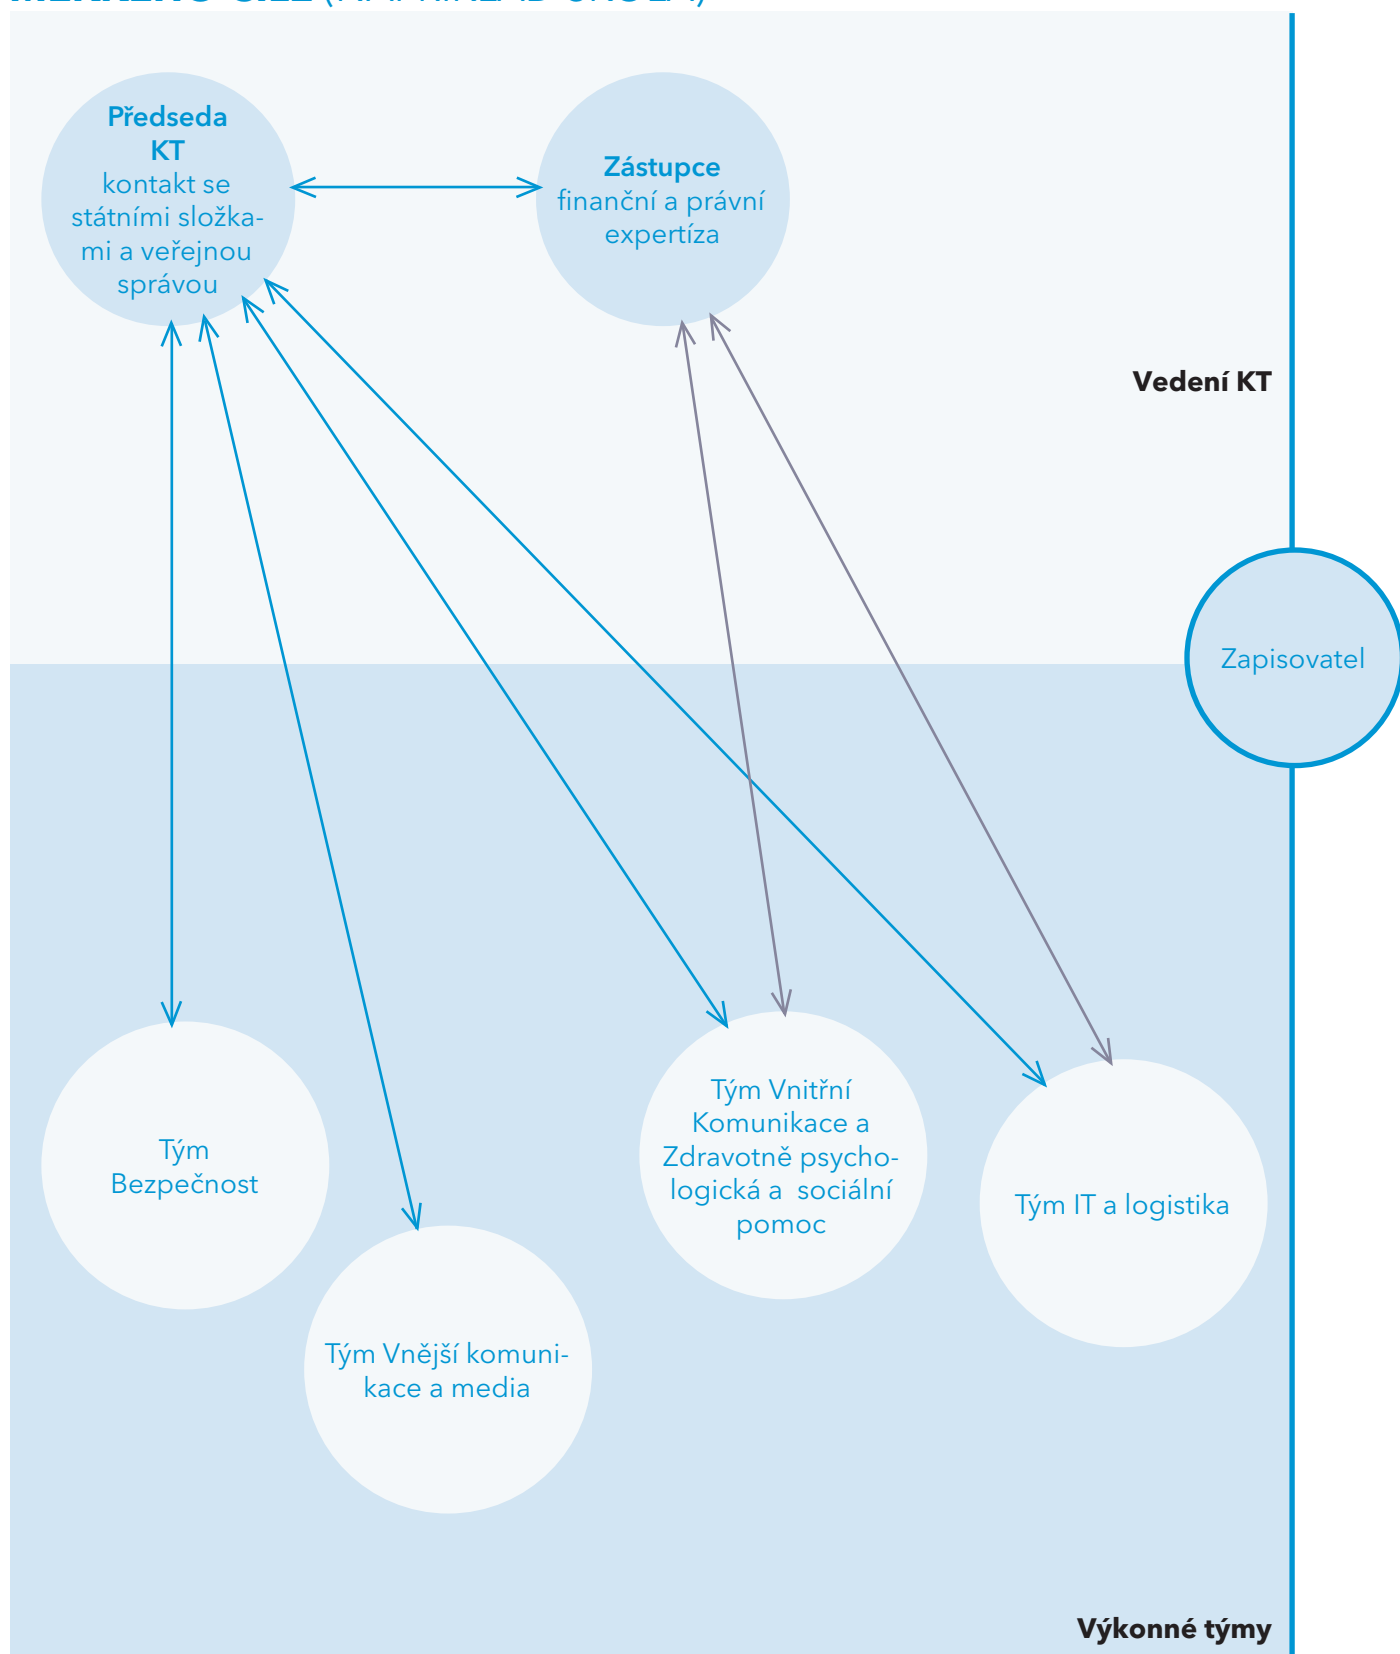 Předseda
KT
kontakt se
státními složka-
mi a veřejnou
správou
Zástupce
finanční a právní
expertíza
Vedení KT
Zapisovatel
Tým
Bezpečnost
Tým Vnější komuni-
kace a media
Tým Vnitřní
Komunikace a
Zdravotně psycho-
logická a  sociální
pomoc
Tým IT a logistika
Výkonné týmy